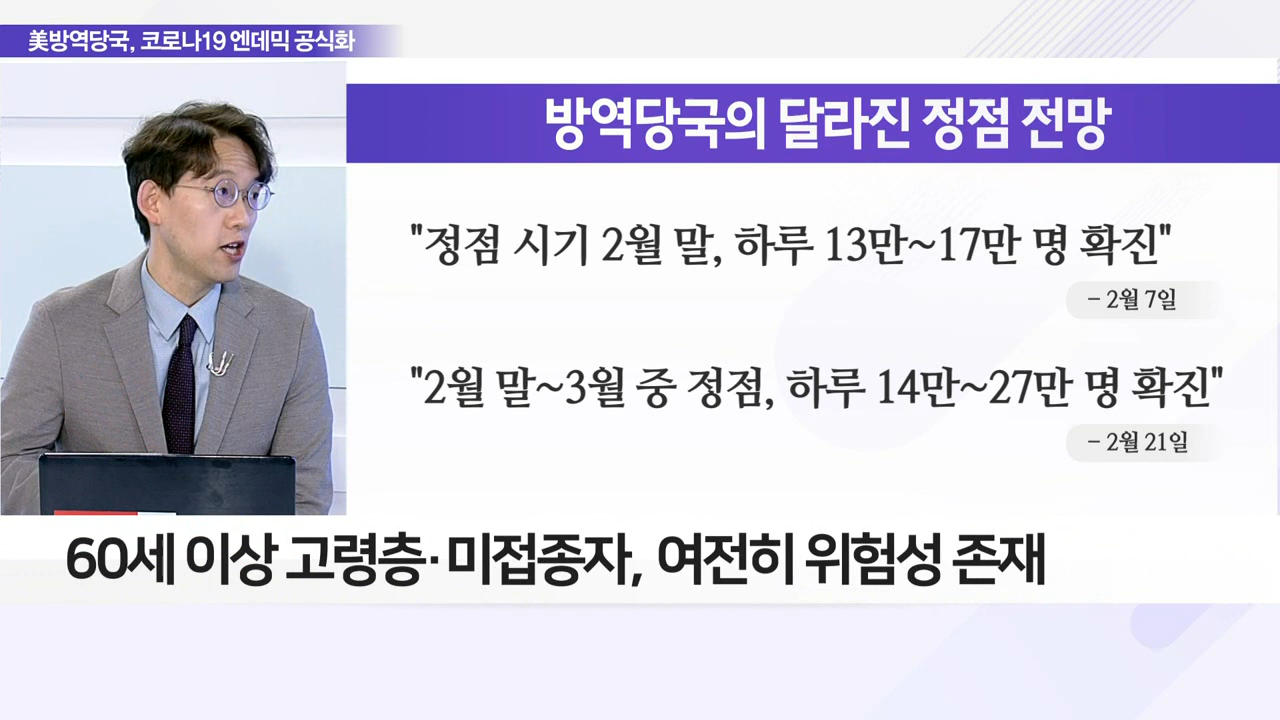 美방역당국, 코로나19 엔데믹 공식화
방역당국의 달라진 정점 전망
"정점 시기 2월 말, 하루 13만~17만 명 확진"
- 2월 7일
"2월 말~3월 중 정점, 하루 14만~27만 명 확진"
- 2월 21일
60세 이상 고령층·미접종자, 여전히 위험성 존재